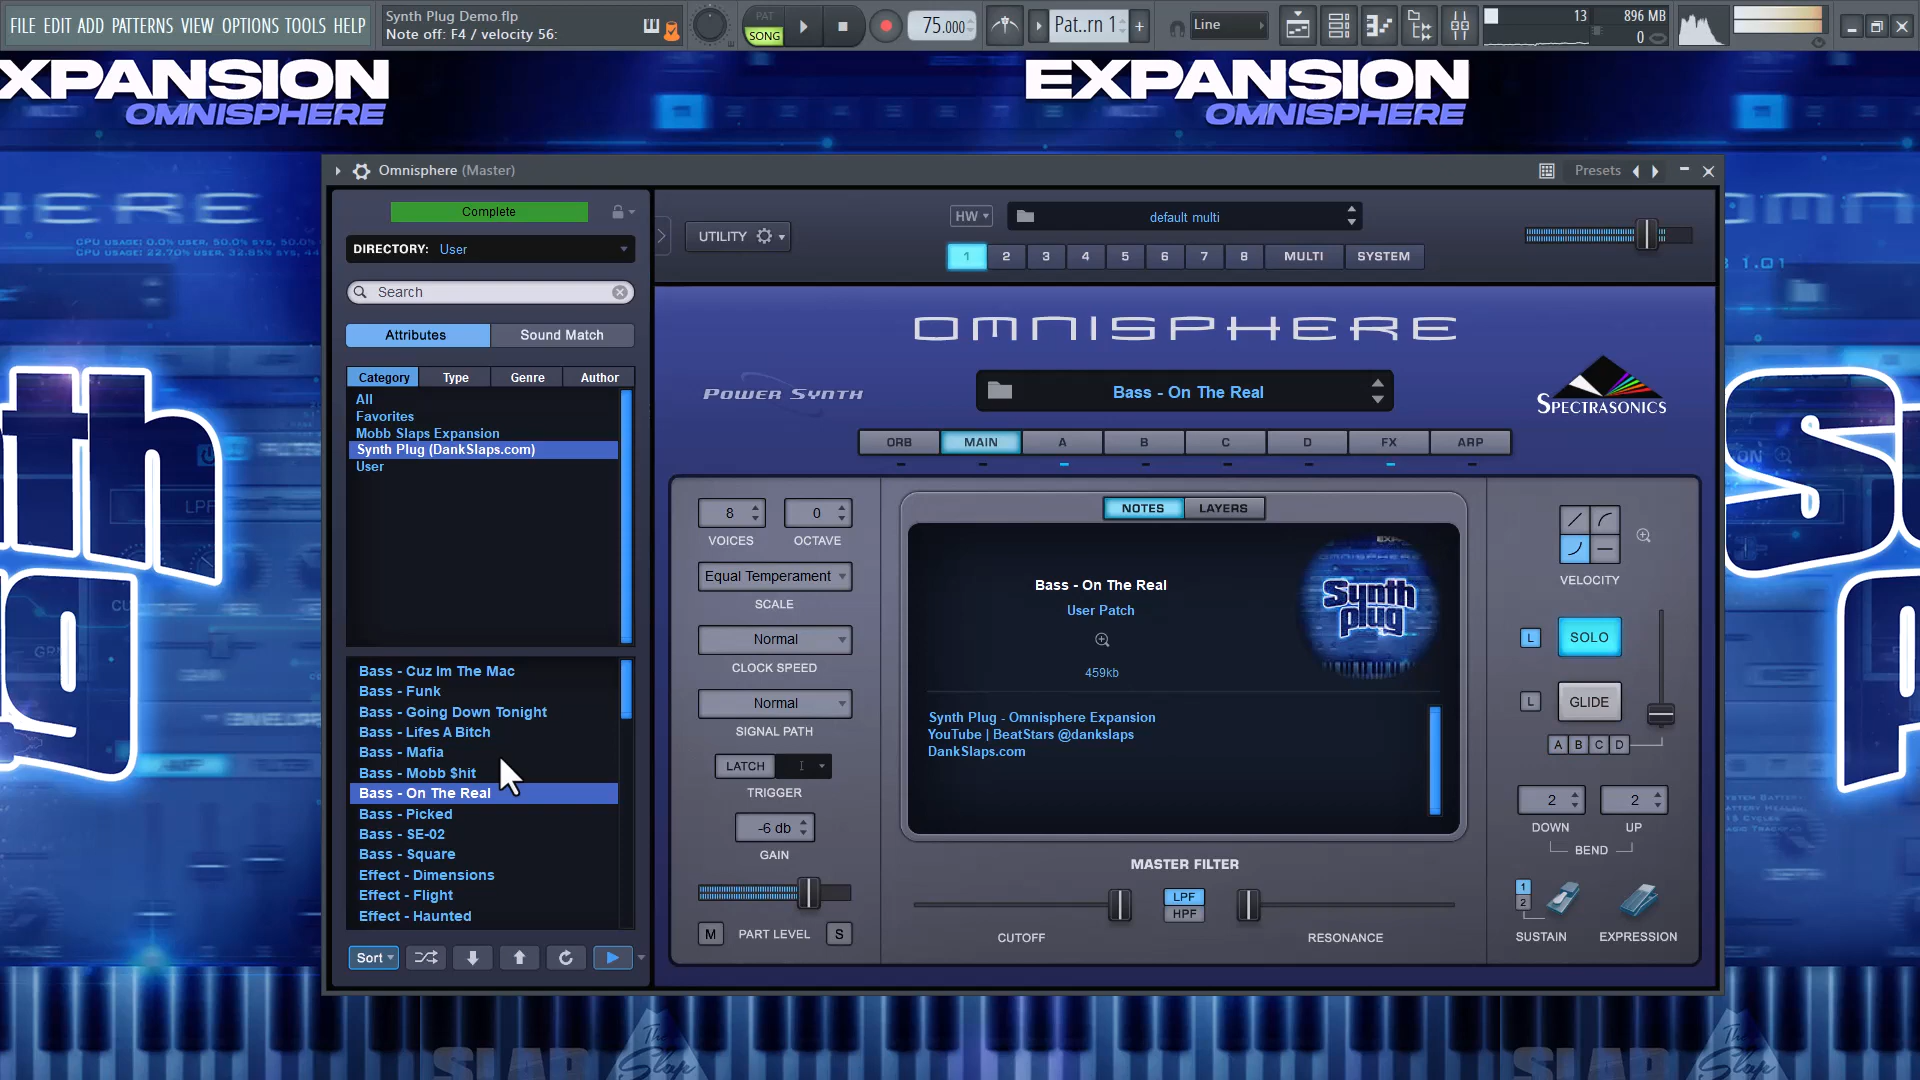 FILE EDIT ADD PATTERNS VIEW OPTIONS TOOLS HELP
Synth Plug Demo.flp
Note off: F4 / velocity 56:
PAT
SONG
75.000
Pat..rn 1
Line
13
896 MB
0
XPANSION
OMNISPHERE
EXPANSION
OMNISPHERE
Omnisphere (Master)
Presets
Complete
DIRECTORY: User
Search
Attributes
Sound Match
Category
Type
Genre
Author
All
Favorites
Mobb Slaps Expansion
Synth Plug (DankSlaps.com)
User
Bass - Cuz Im The Mac
Bass - Funk
Bass - Going Down Tonight
Bass - Lifes A Bitch
Bass - Mafia
Bass - Mobb $hit
Bass - On The Real
Bass - Picked
Bass - SE-02
Bass - Square
Effect - Dimensions
Effect - Flight
Effect - Haunted
Sort
UTILITY
HW
default multi
1 2 3 4 5 6 7 8 MULTI SYSTEM
OMNISPHERE
POWER SYNTH
Bass - On The Real
SPECTRASONICS
ORB MAIN A B C D FX ARP
8
0
VOICES
OCTAVE
Equal Temperament
SCALE
Normal
CLOCK SPEED
Normal
SIGNAL PATH
LATCH
TRIGGER
-6 db
GAIN
M PART LEVEL S
NOTES LAYERS
Bass - On The Real
User Patch
459kb
Synth plug
Synth Plug - Omnisphere Expansion
YouTube | BeatStars @dankslaps
DankSlaps.com
MASTER FILTER
LPF
HPF
CUTOFF
RESONANCE
VELOCITY
L SOLO
L GLIDE
A B C D
2
2
DOWN
UP
BEND
1
2
SUSTAIN
EXPRESSION
SLAP
The Slap
SLAP